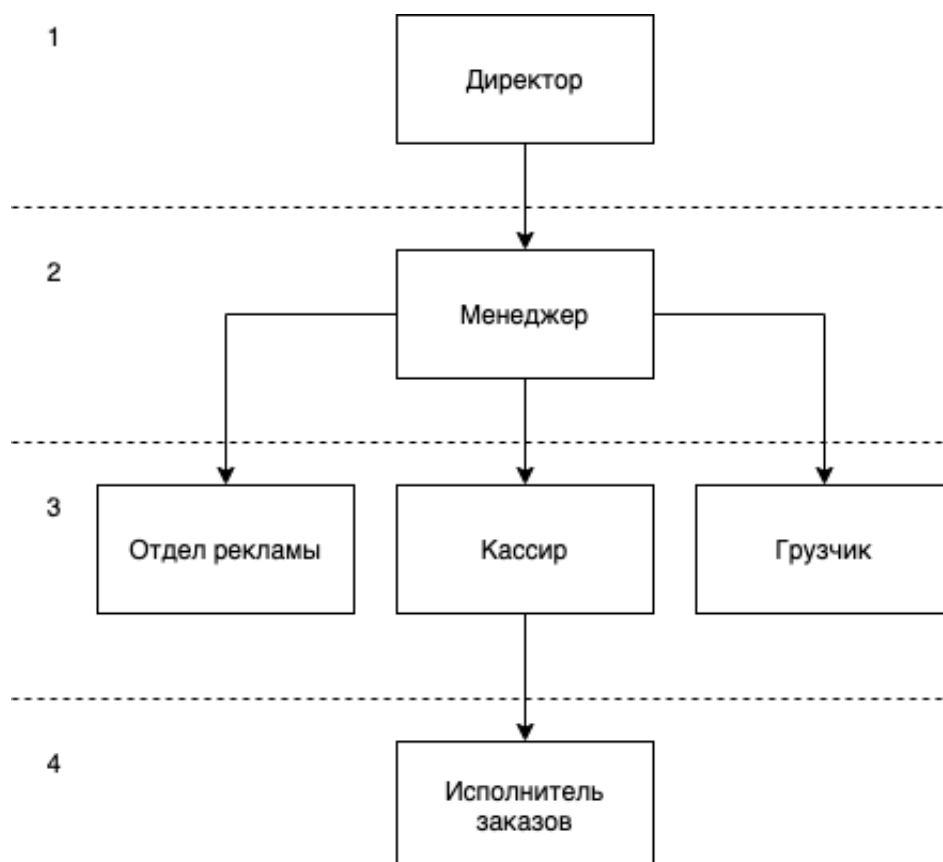 1
Директор
2
Менеджер
3
Отдел рекламы
Кассир
Грузчик
4
Исполнитель
заказов